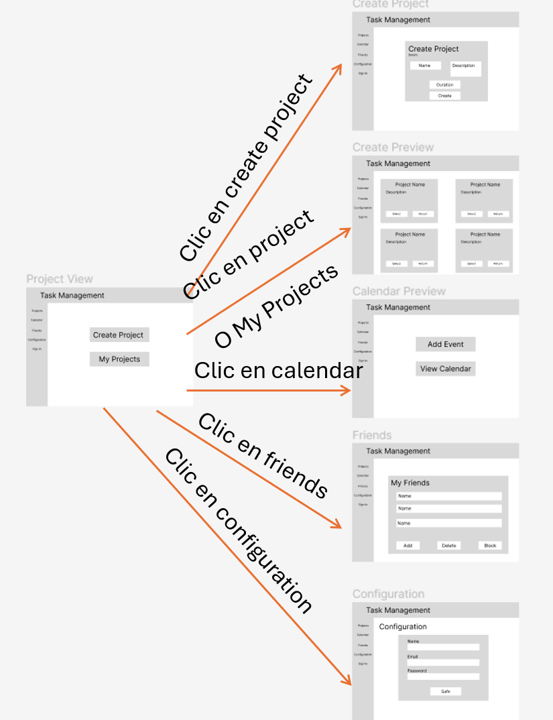 Create Project
Task Management
Projects
Calendar
Friends
Configuration
Sign in
Create Project
Name
Description
Duration
Create
Clic en create project
Create Preview
Task Management
Projects
Calendar
Friends
Configuration
Sign in
Project Name
Description
Select
Return
Project Name
Description
Select
Return
Project Name
Description
Select
Return
Project Name
Description
Select
Return
Clic en project
O My Projects
Project View
Task Management
Projects
Calendar
Friends
Configuration
Sign in
Create Project
My Projects
Calendar Preview
Task Management
Projects
Calendar
Friends
Configuration
Sign in
Add Event
View Calendar
Clic en calendar
Friends
Task Management
Projects
Calendar
Friends
Configuration
Sign in
My Friends
Name
Name
Name
Add
Delete
Block
Clic en friends
Clic en configuration
Configuration
Task Management
Projects
Calendar
Friends
Configuration
Sign in
Configuration
Name
Email
Password
Safe